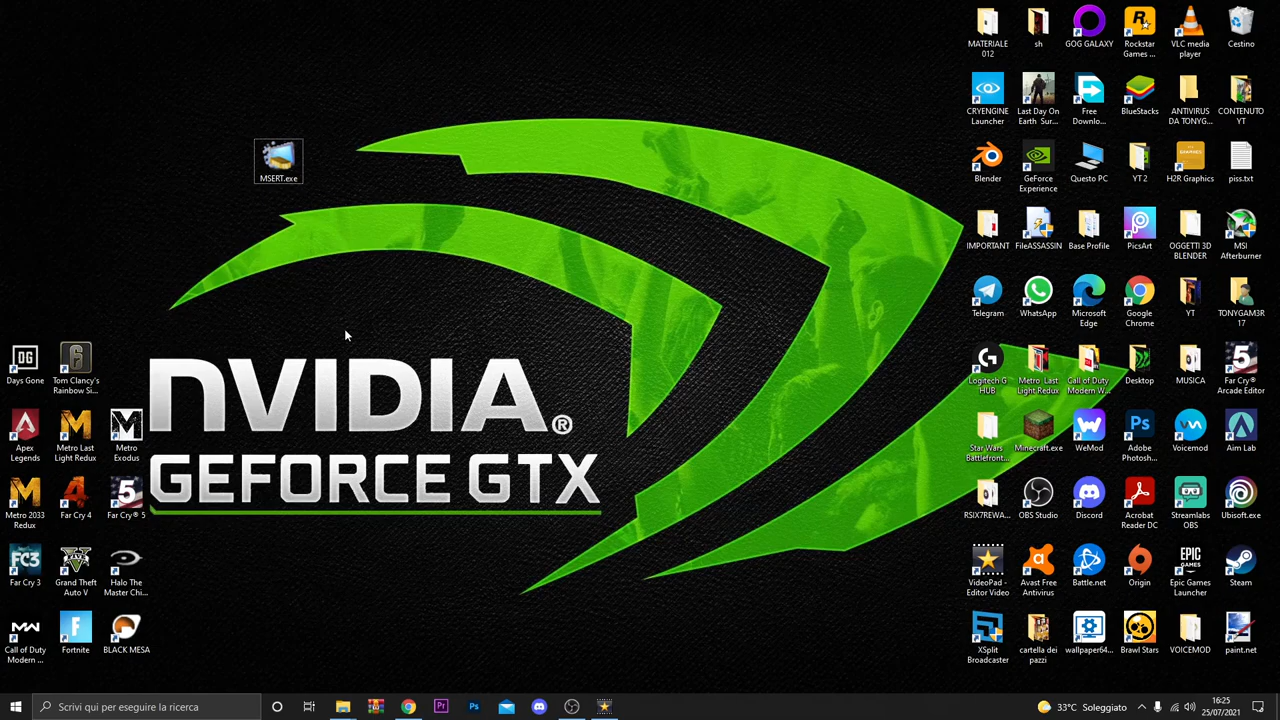 MATERIALE
012
sh
GOG GALAXY
Rockstar
Games ...
VLC media
player
Cestino
CRYENGINE
Launcher
Last Day On
Earth_Sur...
Free
Downlo...
BlueStacks
ANTIVIRUS
DA TONYG...
CONTENUTO
YT
MSERT.exe
Blender
GeForce
Experience
Questo PC
YT 2
H2R Graphics
piss.txt
IMPORTANT
FileASSASSIN
Base Profile
PicsArt
OGGETTI 3D
BLENDER
MSI
Afterburner
Telegram
WhatsApp
Microsoft
Edge
Google
Chrome
YT
TONYGAM3R
17
Days Gone
Tom Clancy's
Rainbow Si...
NVIDIA®
Logitech G
HUB
Metro_Last
Light Redux
Call of Duty
Modern W...
Desktop
MUSICA
Far Cry®
Arcade Editor
Apex
Legends
Metro Last
Light Redux
Metro
Exodus
Star Wars
Battlefront...
Minecraft.exe
WeMod
Adobe
Photosh...
Voicemod
Aim Lab
GEFORCE GTX
Metro 2033
Redux
Far Cry 4
Far Cry® 5
RSIX7REWA...
OBS Studio
Discord
Acrobat
Reader DC
Streamlabs
OBS
Ubisoft.exe
Far Cry 3
Grand Theft
Auto V
Halo The
Master Chi...
VideoPad -
Editor Video
Avast Free
Antivirus
Battle.net
Origin
Epic Games
Launcher
Steam
Call of Duty
Modern ...
Fortnite
BLACK MESA
XSplit
Broadcaster
cartella dei
pazzi
wallpaper64...
Brawl Stars
VOICEMOD
paint.net
Scrivi qui per eseguire la ricerca
33°C Soleggiato
16:25
25/07/2021